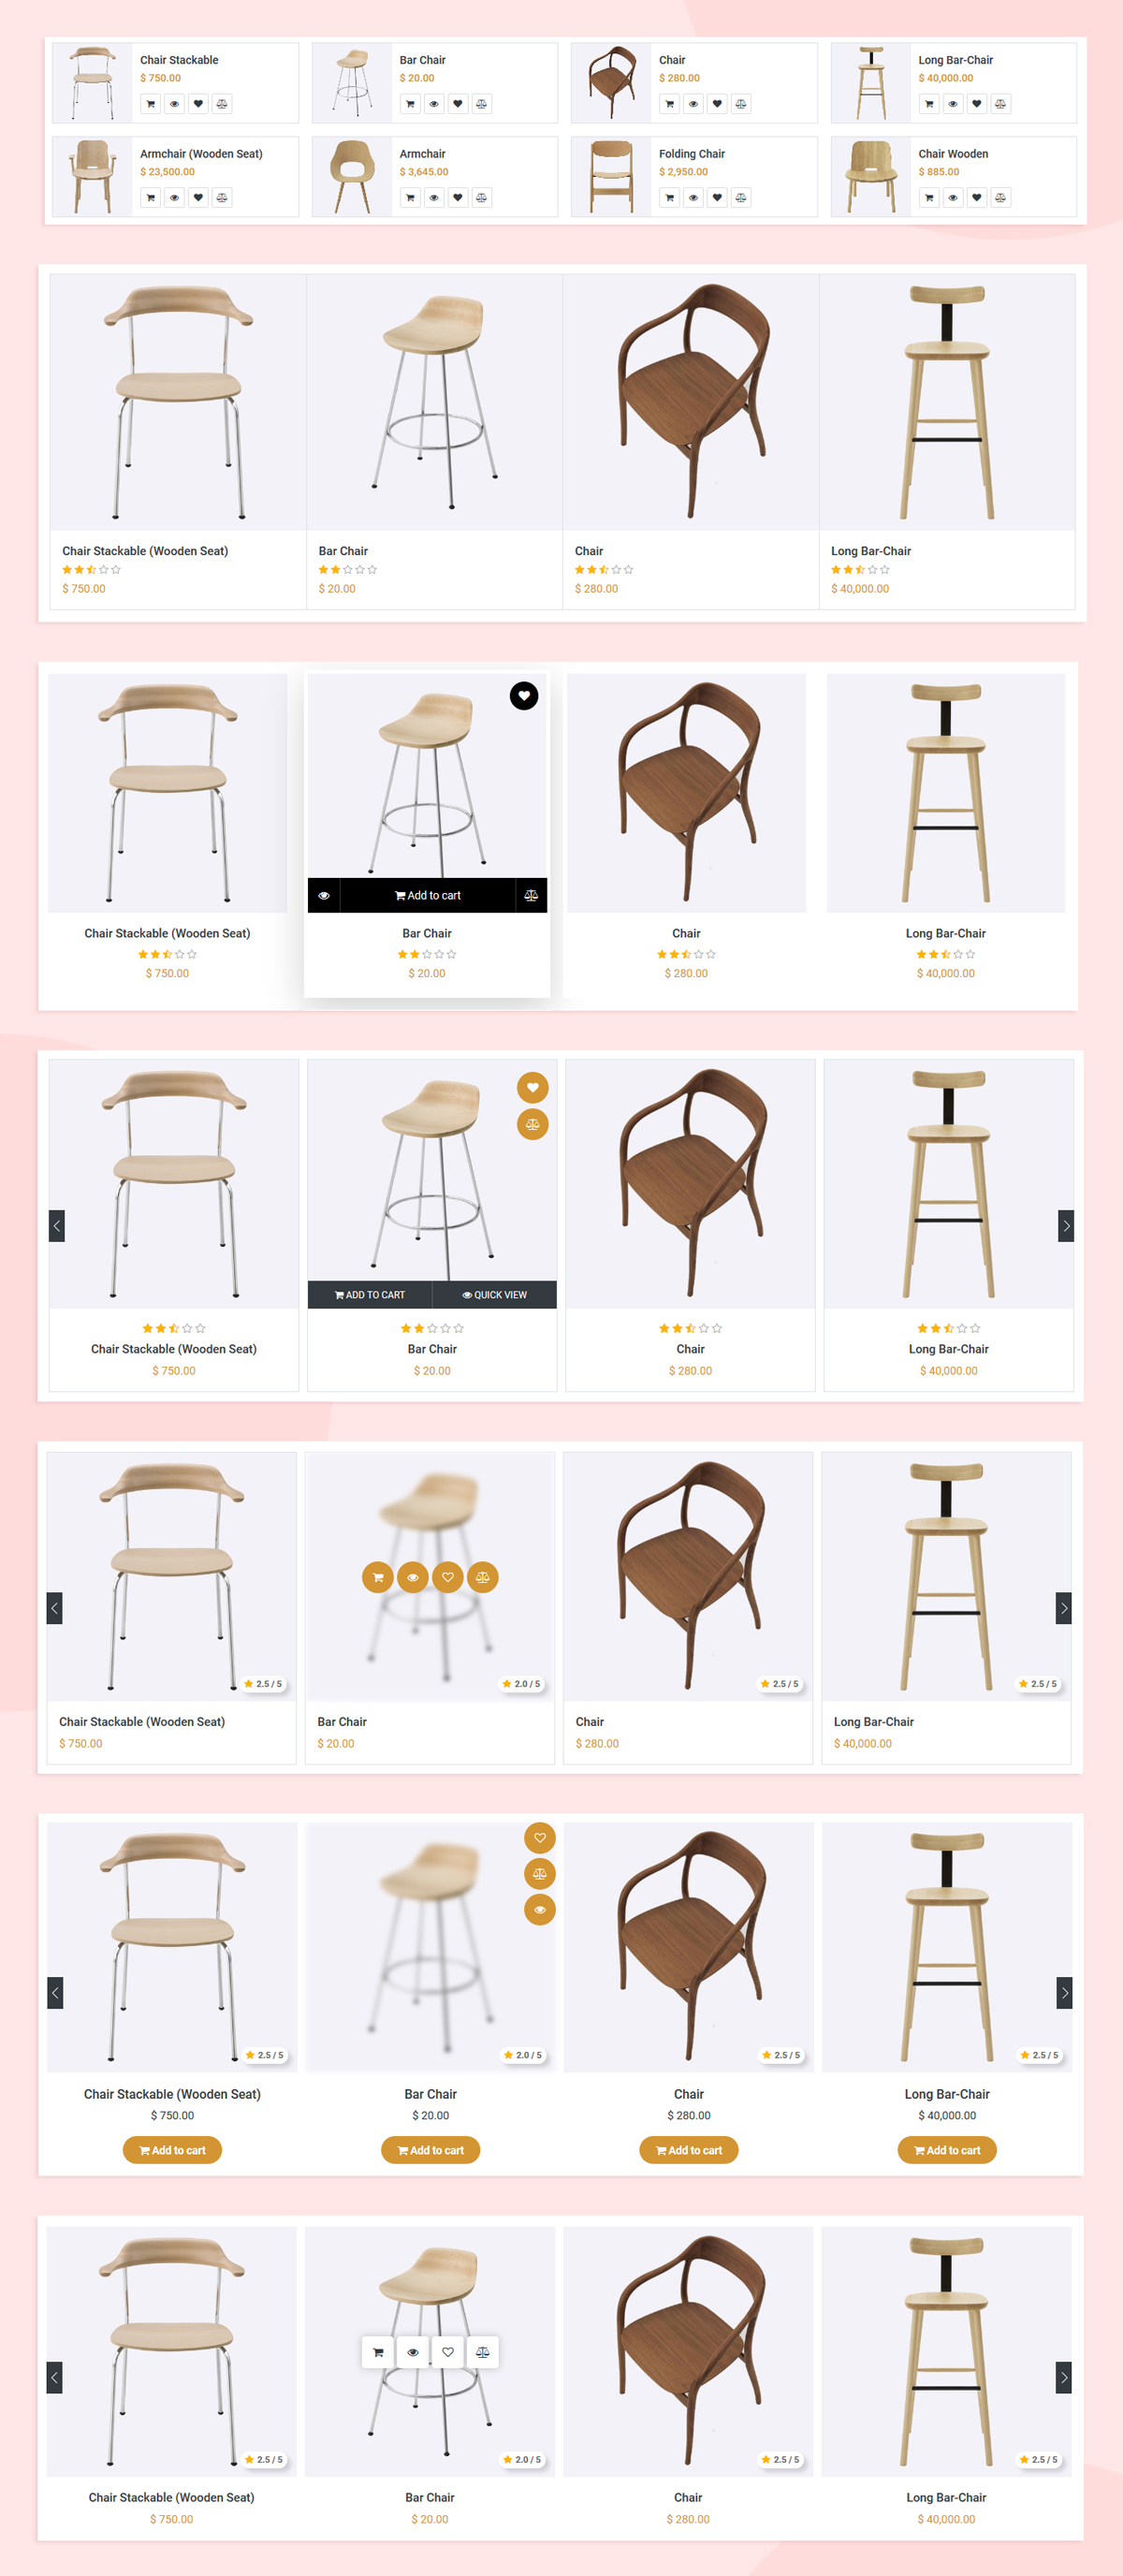 Chair Stackable
$ 750.00
Bar Chair
$ 20.00
Chair
$ 280.00
Long Bar-Chair
$ 40,000.00
Armchair (Wooden Seat)
$ 23,500.00
Armchair
$ 3,645.00
Folding Chair
$ 2,950.00
Chair Wooden
$ 885.00
Chair Stackable (Wooden Seat)
$ 750.00
Bar Chair
$ 20.00
Chair
$ 280.00
Long Bar-Chair
$ 40,000.00
Add to cart
Chair Stackable (Wooden Seat)
$ 750.00
Bar Chair
$ 20.00
Chair
$ 280.00
Long Bar-Chair
$ 40,000.00
ADD TO CART
QUICK VIEW
Chair Stackable (Wooden Seat)
$ 750.00
Bar Chair
$ 20.00
Chair
$ 280.00
Long Bar-Chair
$ 40,000.00
2.5 / 5
2.0 / 5
2.5 / 5
2.5 / 5
Chair Stackable (Wooden Seat)
$ 750.00
Bar Chair
$ 20.00
Chair
$ 280.00
Long Bar-Chair
$ 40,000.00
2.5 / 5
2.0 / 5
2.5 / 5
2.5 / 5
Chair Stackable (Wooden Seat)
$ 750.00
Add to cart
Bar Chair
$ 20.00
Add to cart
Chair
$ 280.00
Add to cart
Long Bar-Chair
$ 40,000.00
Add to cart
2.5 / 5
2.0 / 5
2.5 / 5
2.5 / 5
Chair Stackable (Wooden Seat)
$ 750.00
Bar Chair
$ 20.00
Chair
$ 280.00
Long Bar-Chair
$ 40,000.00